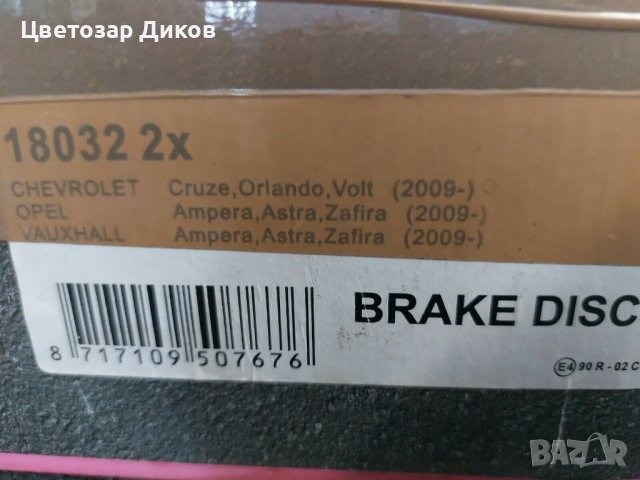 Цветозар Диков
18032 2x
CHEVROLET Cruze,Orlando,Volt (2009-)
OPEL Ampera,Astra,Zafira (2009-)
VAUXHALL Ampera,Astra,Zafira (2009-)
BRAKE DISC
8 717109 507676
E4 90 R - 02 C
BAZAR